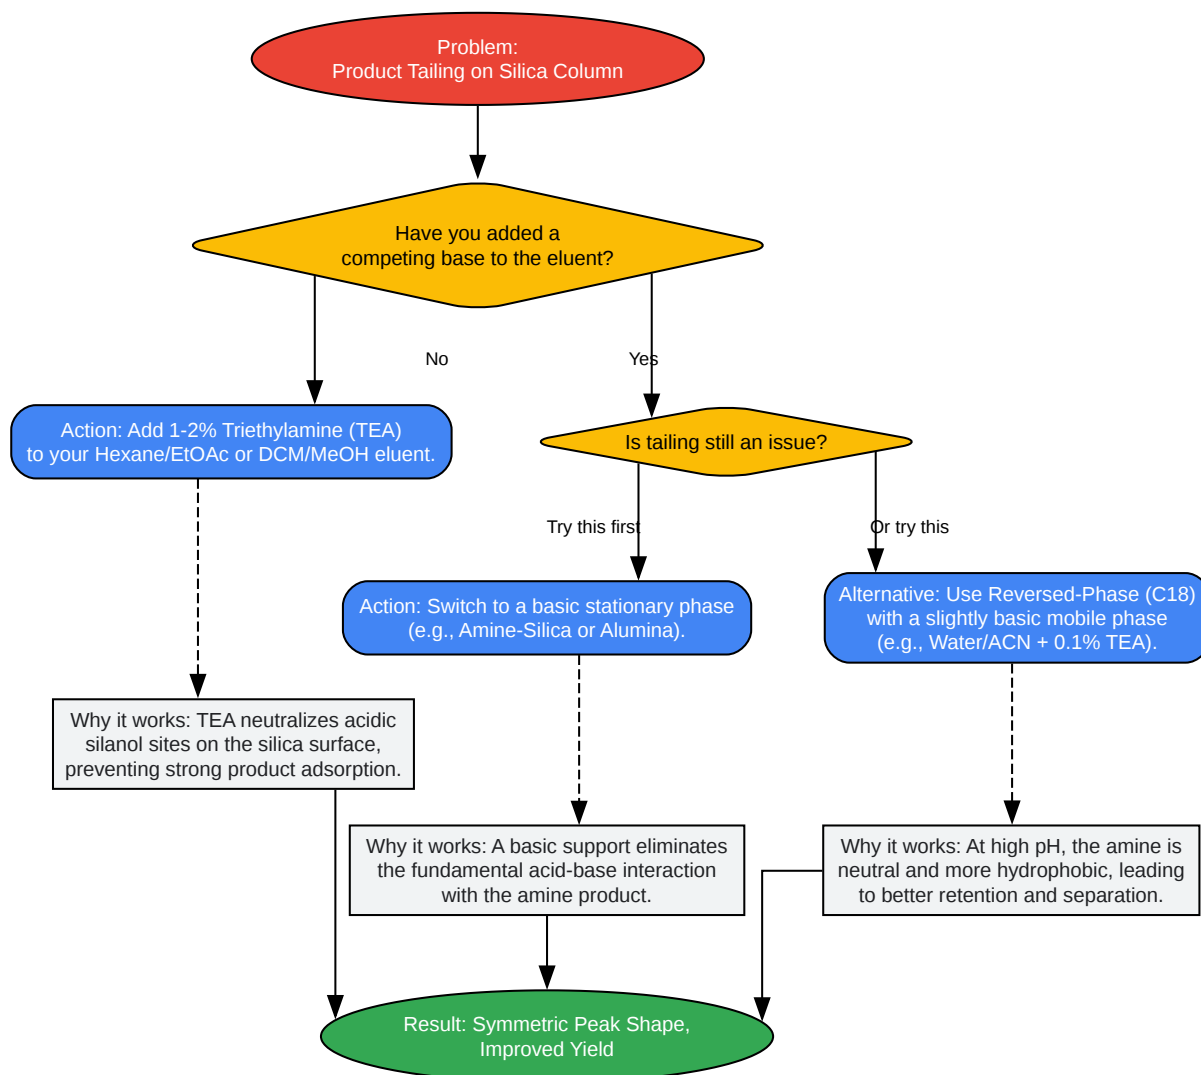 Problem:
Product Tailing on Silica Column
Have you added a
competing base to the eluent?
No
Yes
Action: Add 1-2% Triethylamine (TEA)
to your Hexane/EtOAc or DCM/MeOH eluent.
Is tailing still an issue?
Try this first
Or try this
Action: Switch to a basic stationary phase
(e.g., Amine-Silica or Alumina).
Alternative: Use Reversed-Phase (C18)
with a slightly basic mobile phase
(e.g., Water/ACN + 0.1% TEA).
Why it works: TEA neutralizes acidic
silanol sites on the silica surface,
preventing strong product adsorption.
Why it works: A basic support eliminates
the fundamental acid-base interaction
with the amine product.
Why it works: At high pH, the amine is
neutral and more hydrophobic, leading
to better retention and separation.
Result: Symmetric Peak Shape,
Improved Yield